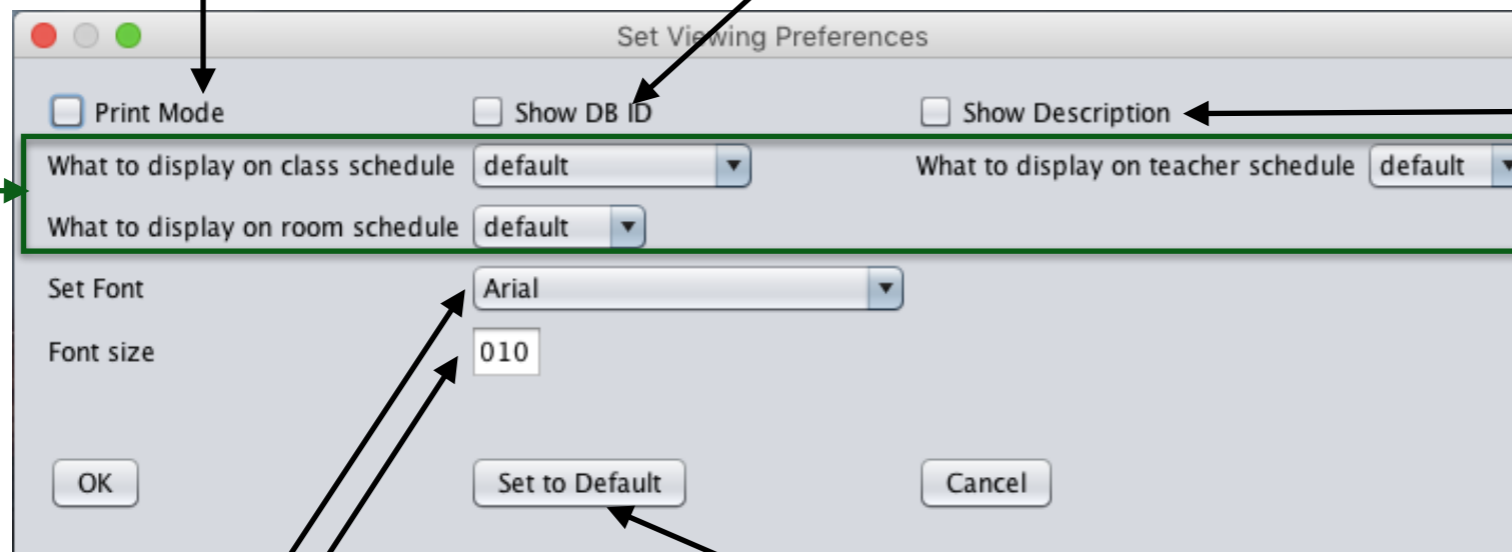 Set Viewing Preferences
Print Mode Show DB ID Show Description
What to display on class schedule default What to display on teacher schedule default
What to display on room schedule default
Set Font Arial
Font size 010
OK Set to Default Cancel